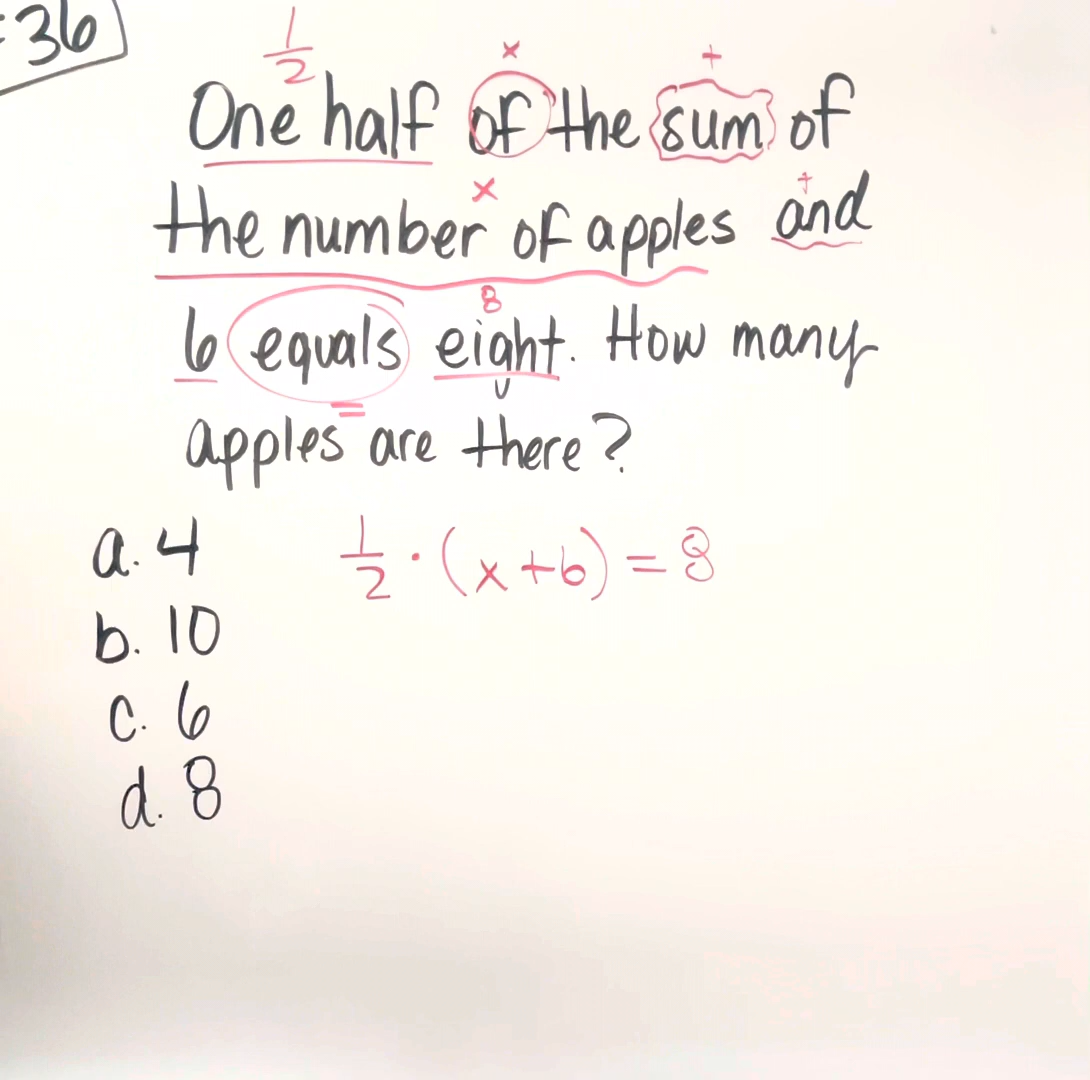 :36
1/2 x +
One half of the sum of
x +
the number of apples and
8
6 equals eight. How many
=
apples are there?
a. 4
1/2 · (x + 6) = 8
b. 10
c. 6
d. 8